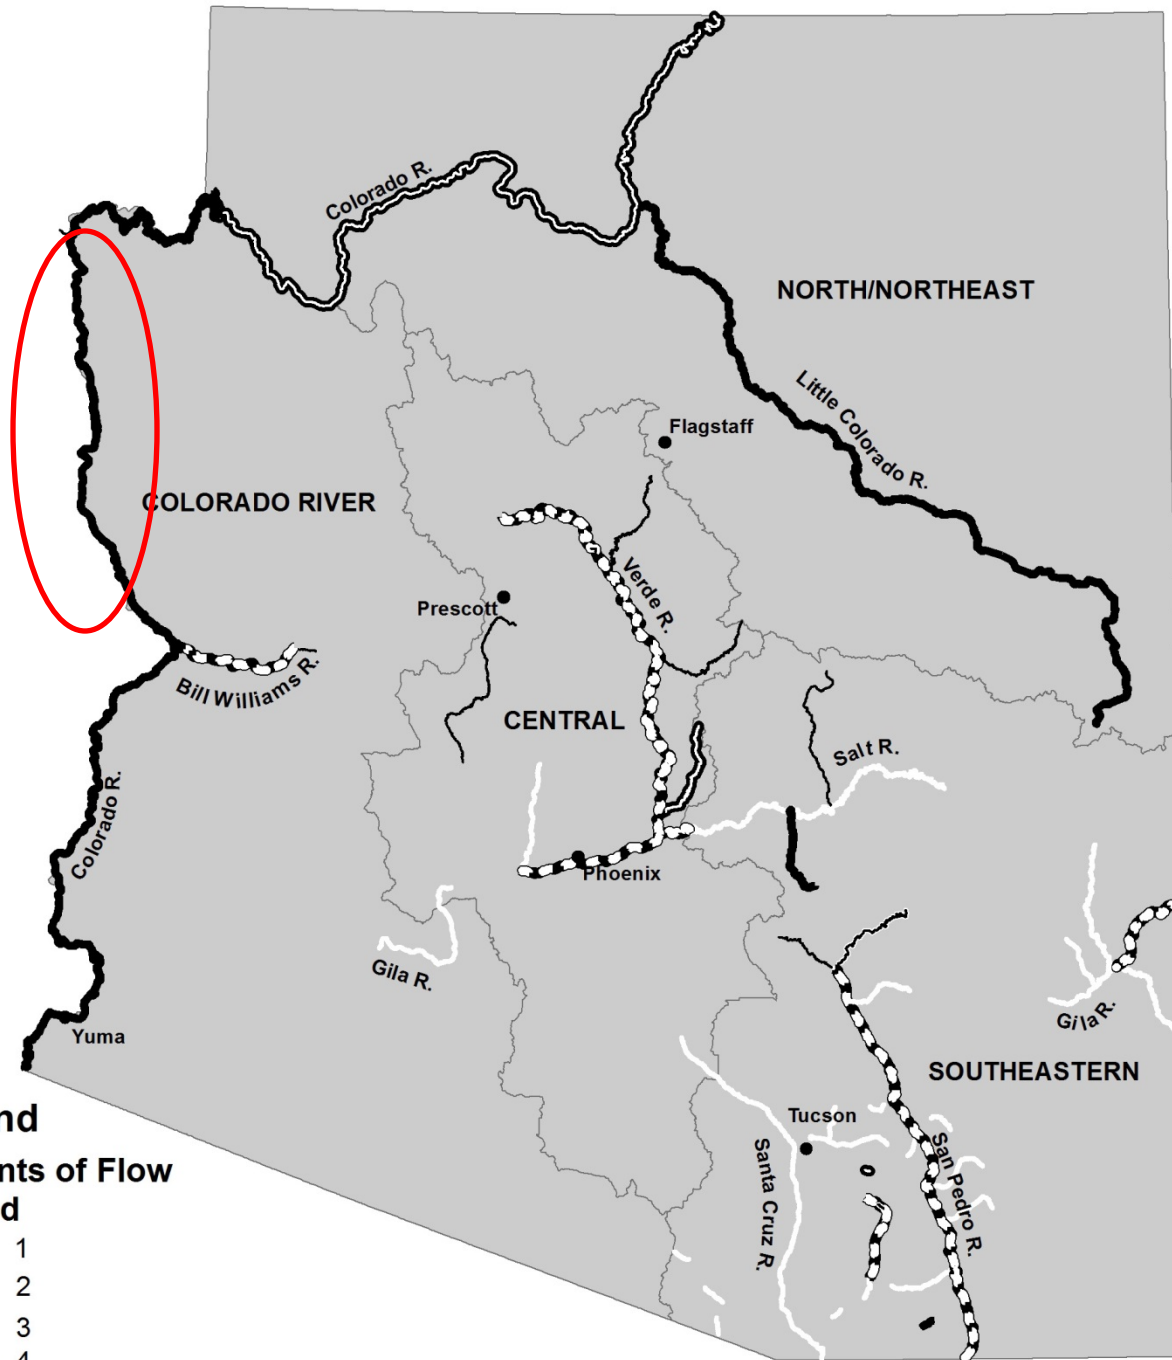 Colorado R.
NORTH/NORTHEAST
Little Colorado R.
Flagstaff
COLORADO RIVER
Verde R.
Prescott
Bill Williams R.
CENTRAL
Salt R.
Colorado R.
Phoenix
Gila R.
Gila R.
Yuma
SOUTHEASTERN
Tucson
San Pedro R.
Santa Cruz R.
nd
nts of Flow
d
1
2
3
4